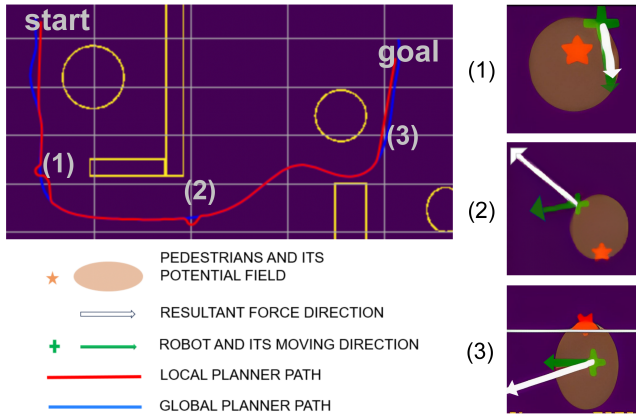 start
goal
(1)
(2)
(3)
(1)
(2)
(3)
PEDESTRIANS AND ITS
POTENTIAL FIELD
RESULTANT FORCE DIRECTION
ROBOT AND ITS MOVING DIRECTION
LOCAL PLANNER PATH
GLOBAL PLANNER PATH